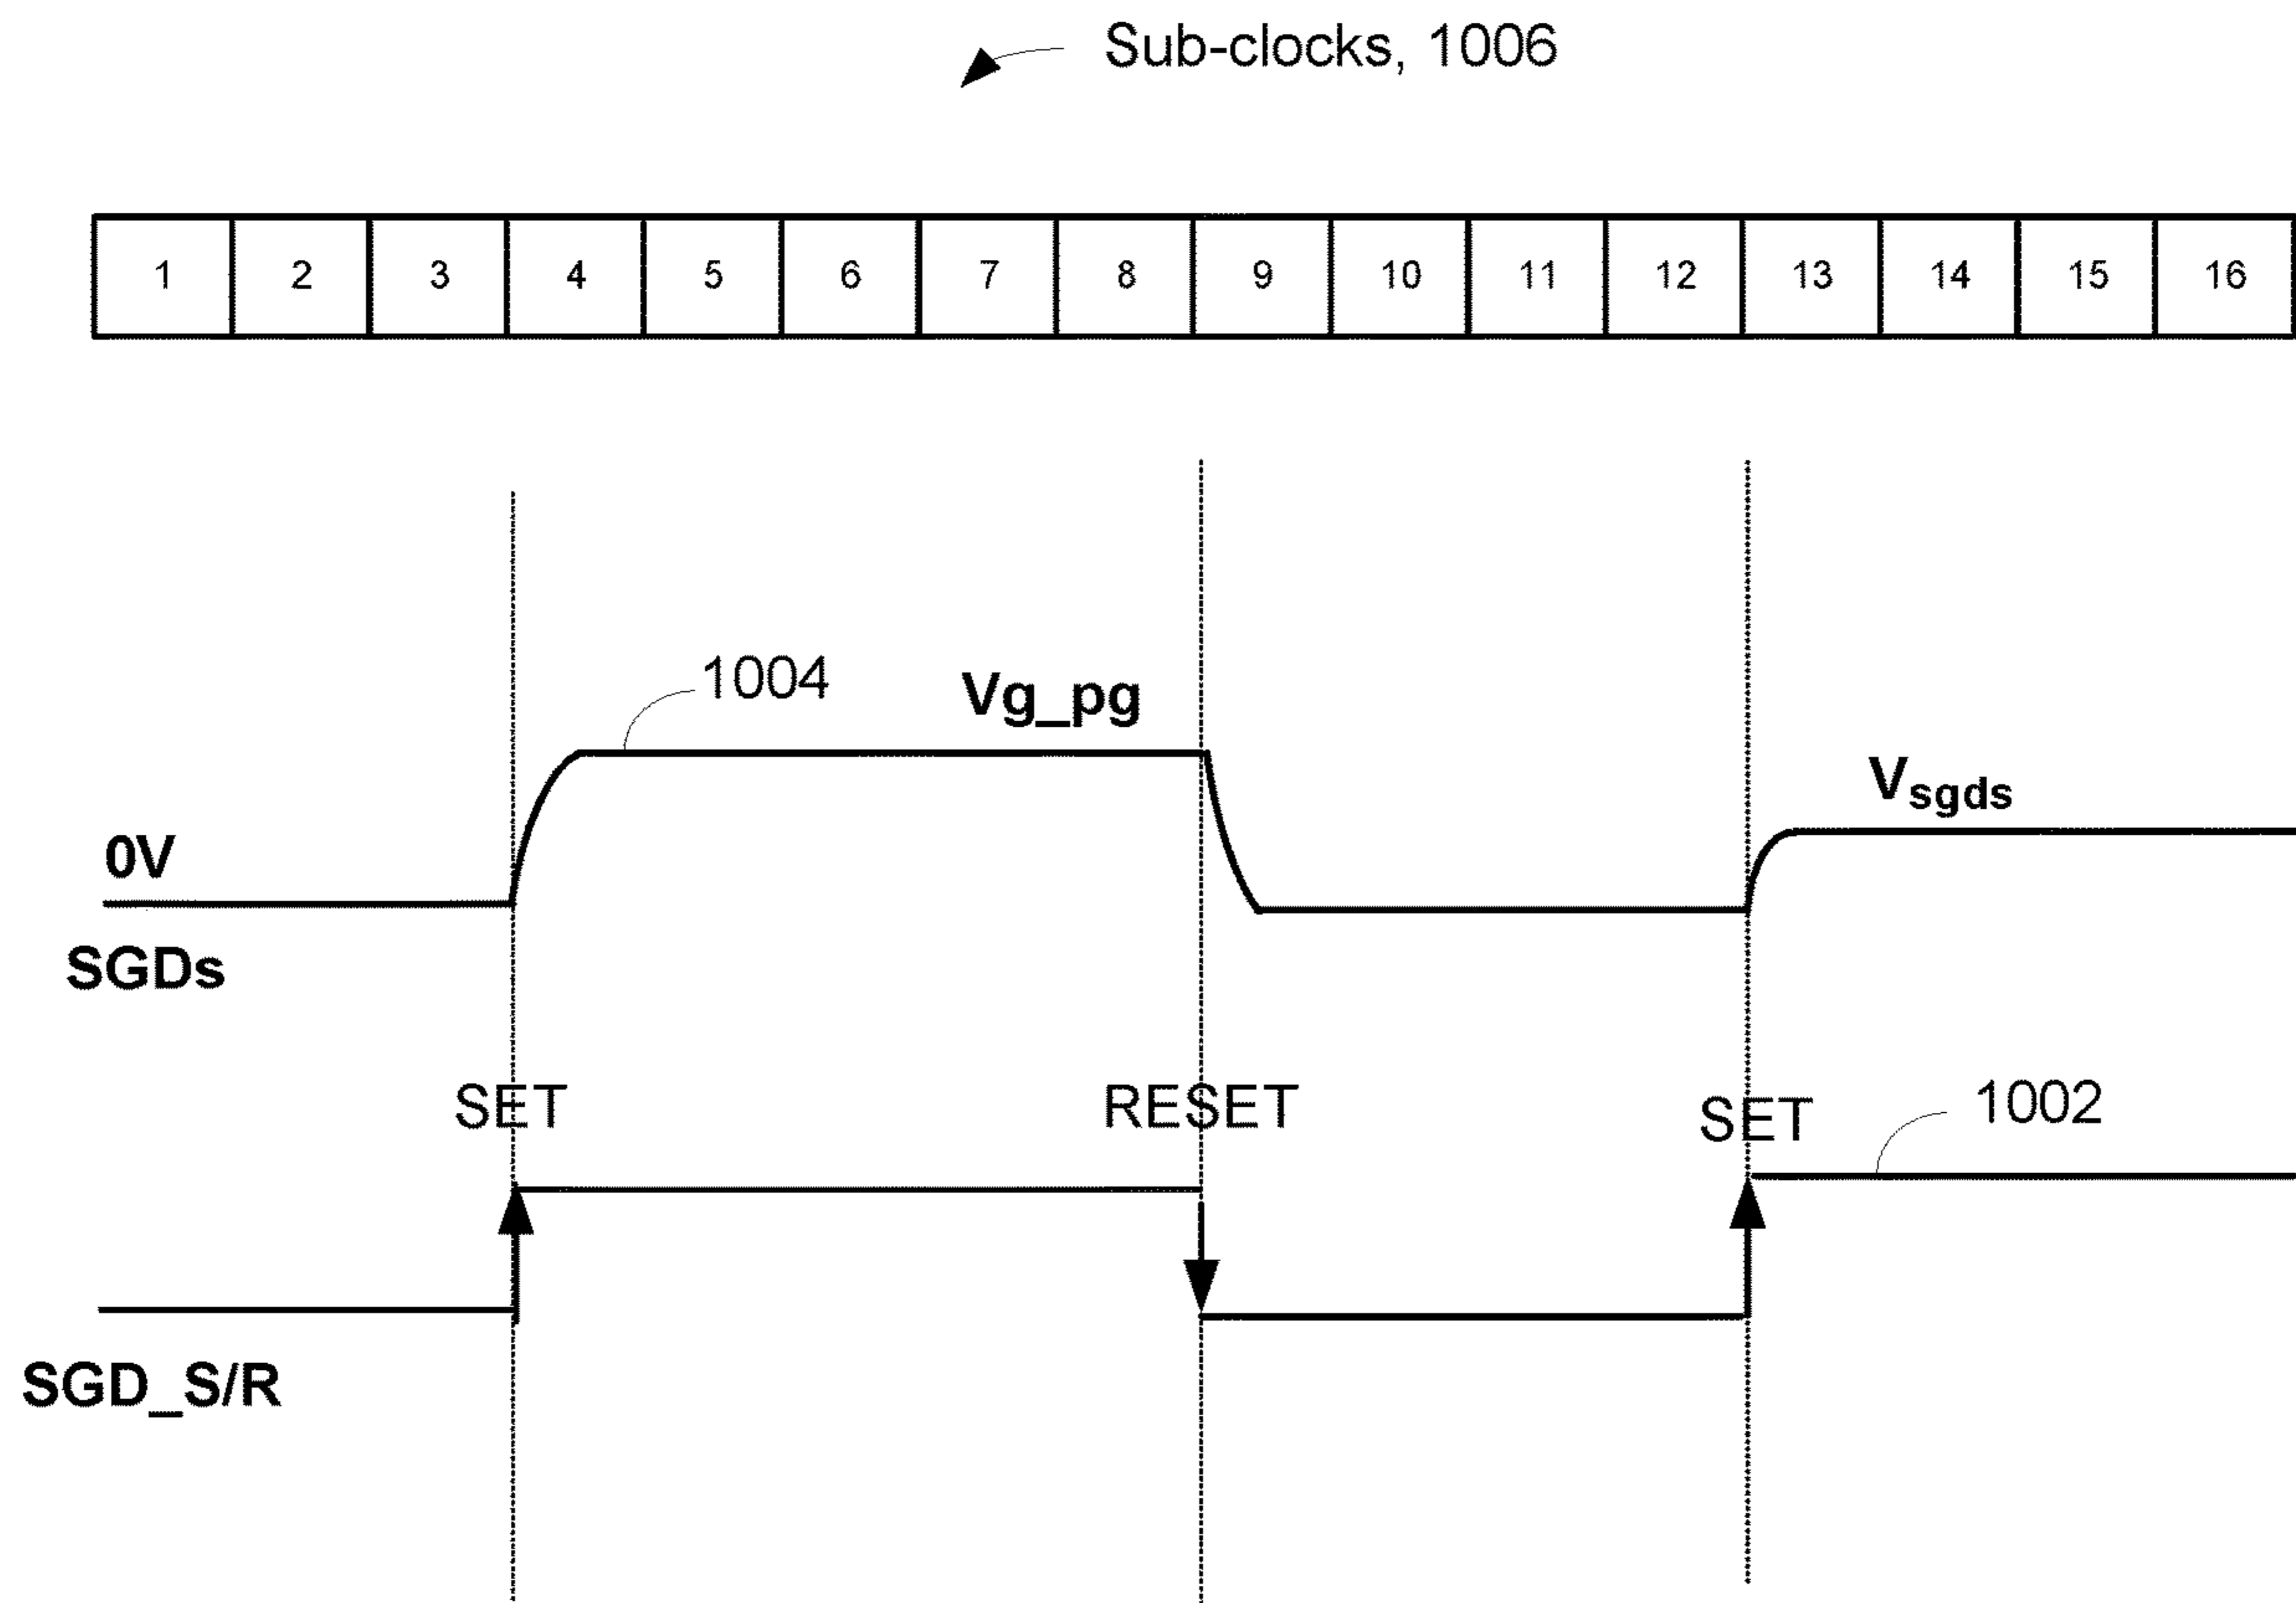 Sub-clocks, 1006
1 2 3 4 5 6 7 8 9 10 11 12 13 14 15 16
1004
Vg_pg
Vsgds
0V
SGDs
SET
RESET
SET
1002
SGD_S/R